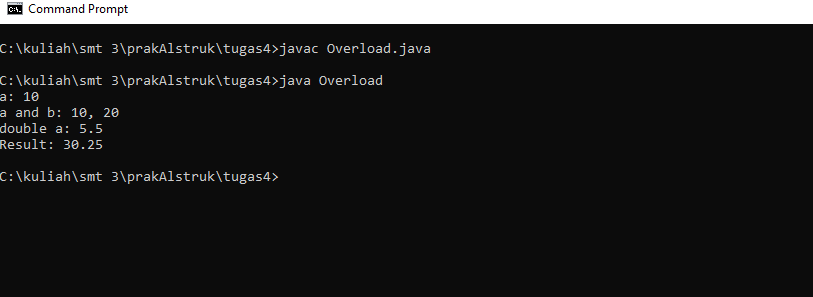 Command Prompt
C:\kuliah\smt 3\prakAlstruk\tugas4>javac Overload.java
C:\kuliah\smt 3\prakAlstruk\tugas4>java Overload
a: 10
a and b: 10, 20
double a: 5.5
Result: 30.25
C:\kuliah\smt 3\prakAlstruk\tugas4>